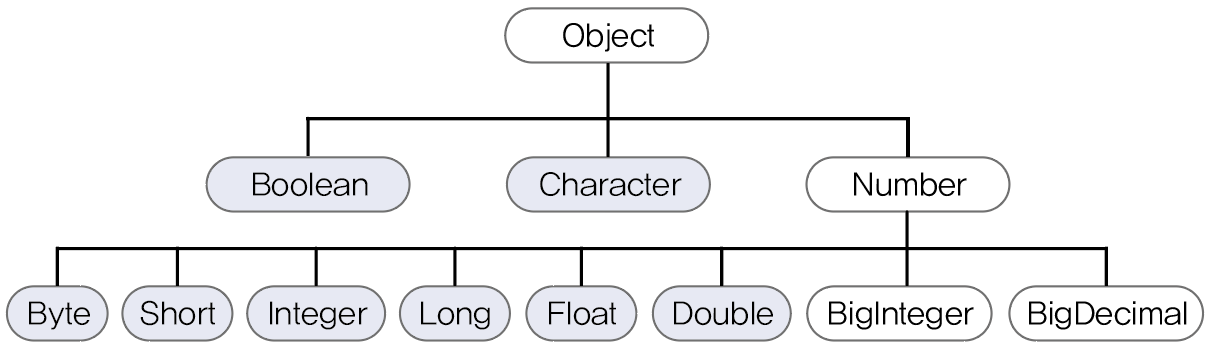 Object
Boolean Character Number
Byte Short Integer Long Float Double BigInteger BigDecimal